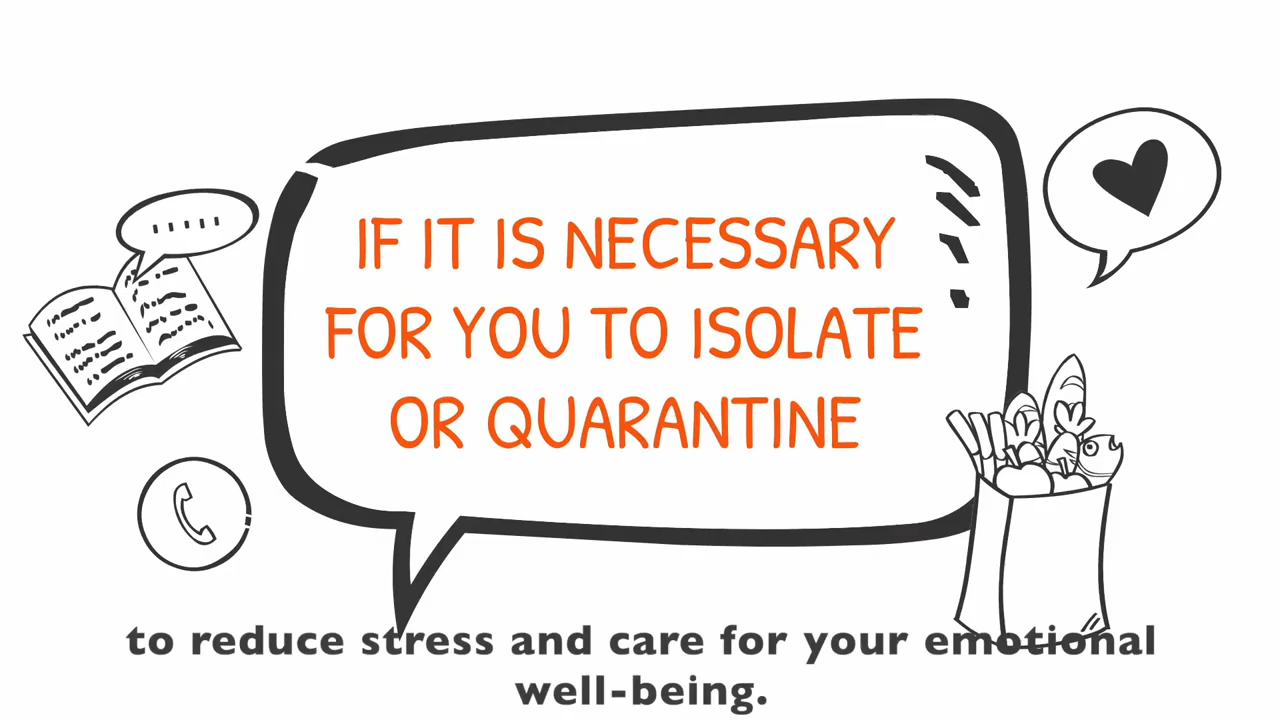 IF IT IS NECESSARY
FOR YOU TO ISOLATE
OR QUARANTINE
to reduce stress and care for your emotional
well-being.